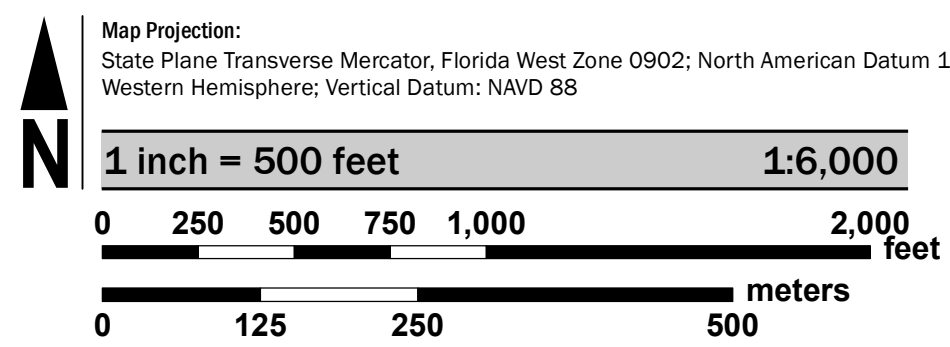 N
Map Projection:
State Plane Transverse Mercator, Florida West Zone 0902; North American Datum 1
Western Hemisphere; Vertical Datum: NAVD 88
1 inch = 500 feet 1:6,000
0 250 500 750 1,000 2,000
feet
meters
0 125 250 500